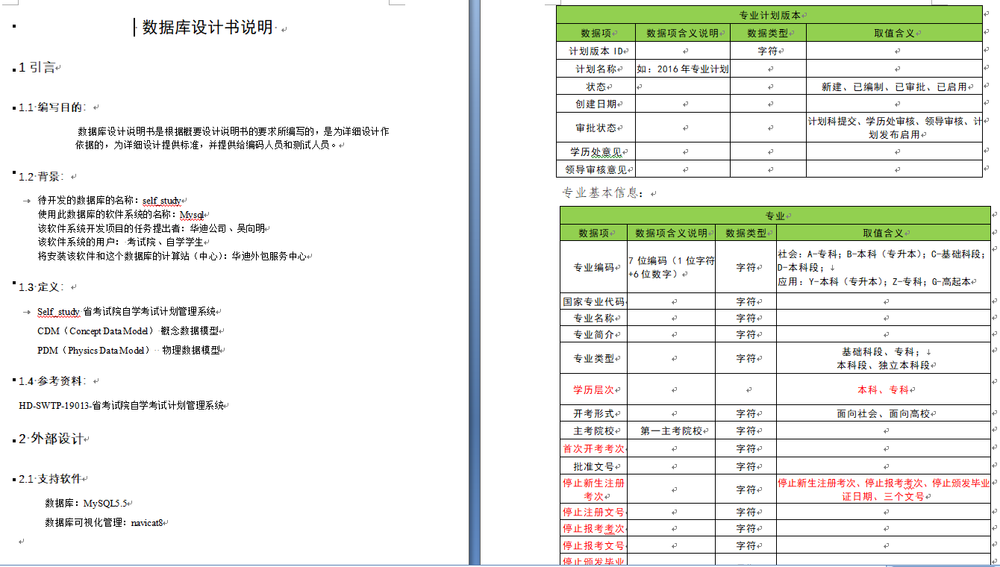 数据库设计书说明
1 引言
1.1 编写目的：
数据库设计说明书是根据概要设计说明书的要求所编写的，是为详细设计作
依据的，为详细设计提供标准，并提供给编码人员和测试人员。
1.2 背景：
待开发的数据库的名称：self_study
使用此数据库的软件系统的名称：Mysql
该软件系统开发项目的任务提出者：华迪公司、吴向明
该软件系统的用户： 考试院、自学学生
将安装该软件和这个数据库的计算站（中心）：华迪外包服务中心
1.3 定义：
Self_study 省考试院自学考试计划管理系统
CDM（Concept Data Model） 概念数据模型
PDM（Physics Data Model） 物理数据模型
1.4 参考资料：
HD-SWTP-19013-省考试院自学考试计划管理系统
2 外部设计
2.1 支持软件
数据库：MySQL5.5
数据库可视化管理：navicat8
专业计划版本
数据项 数据项含义说明 数据类型 取值含义
计划版本 ID 字符
计划名称 如：2016 年专业计划
状态 新建、已编制、已审批、已启用
创建日期
审批状态 计划科提交、学历处审核、领导审核、计
划发布启用
学历处意见
领导审核意见
专业基本信息：
专业
数据项 数据项含义说明 数据类型 取值含义
专业编码 7 位编码（1 位字符
+6 位数字） 字符 社会：A-专科；B-本科（专升本）；C-基础科段；
D-本科段；
应用：Y-本科（专升本）；Z-专科；G-高起本
国家专业代码 字符
专业名称 字符
专业简介 字符
专业类型 字符 基础科段、专科；
本科段、独立本科段
学历层次 本科、专科
开考形式 字符 面向社会、面向高校
主考院校 第一主考院校 字符
首次开考考次 字符
批准文号 字符
停止新生注册
考次 字符 停止新生注册考次、停止报考考次、停止颁发毕业
证日期、三个文号
停止注册文号 字符
停止报考考次 字符
停止报考文号 字符
停止颁发毕业